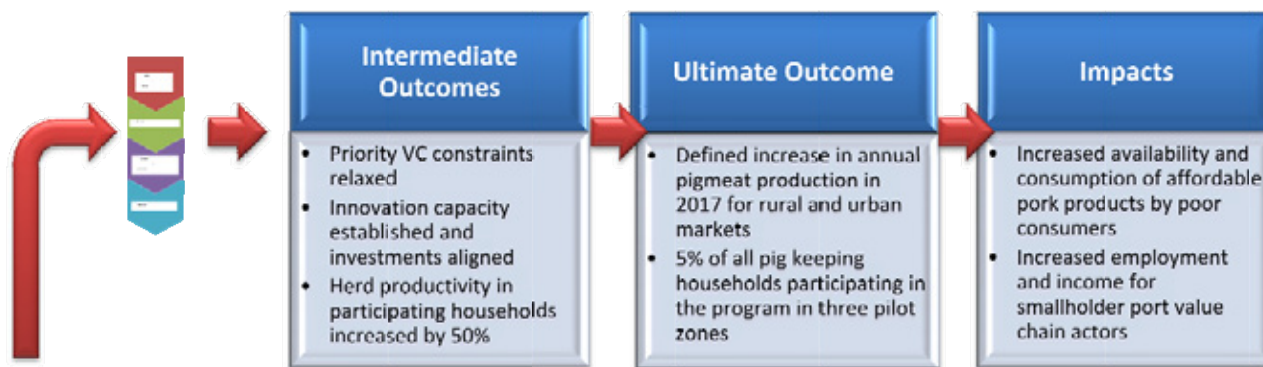 Intermediate
Outcomes
• Priority VC constraints
relaxed
• Innovation capacity
established and
investments aligned
• Herd productivity in
participating households
increased by 50%
Ultimate Outcome
• Defined increase in annual
pigmeat production in
2017 for rural and urban
markets
• 5% of all pig keeping
households participating in
the program in three pilot
zones
Impacts
• Increased availability and
consumption of affordable
pork products by poor
consumers
• Increased employment
and income for
smallholder port value
chain actors